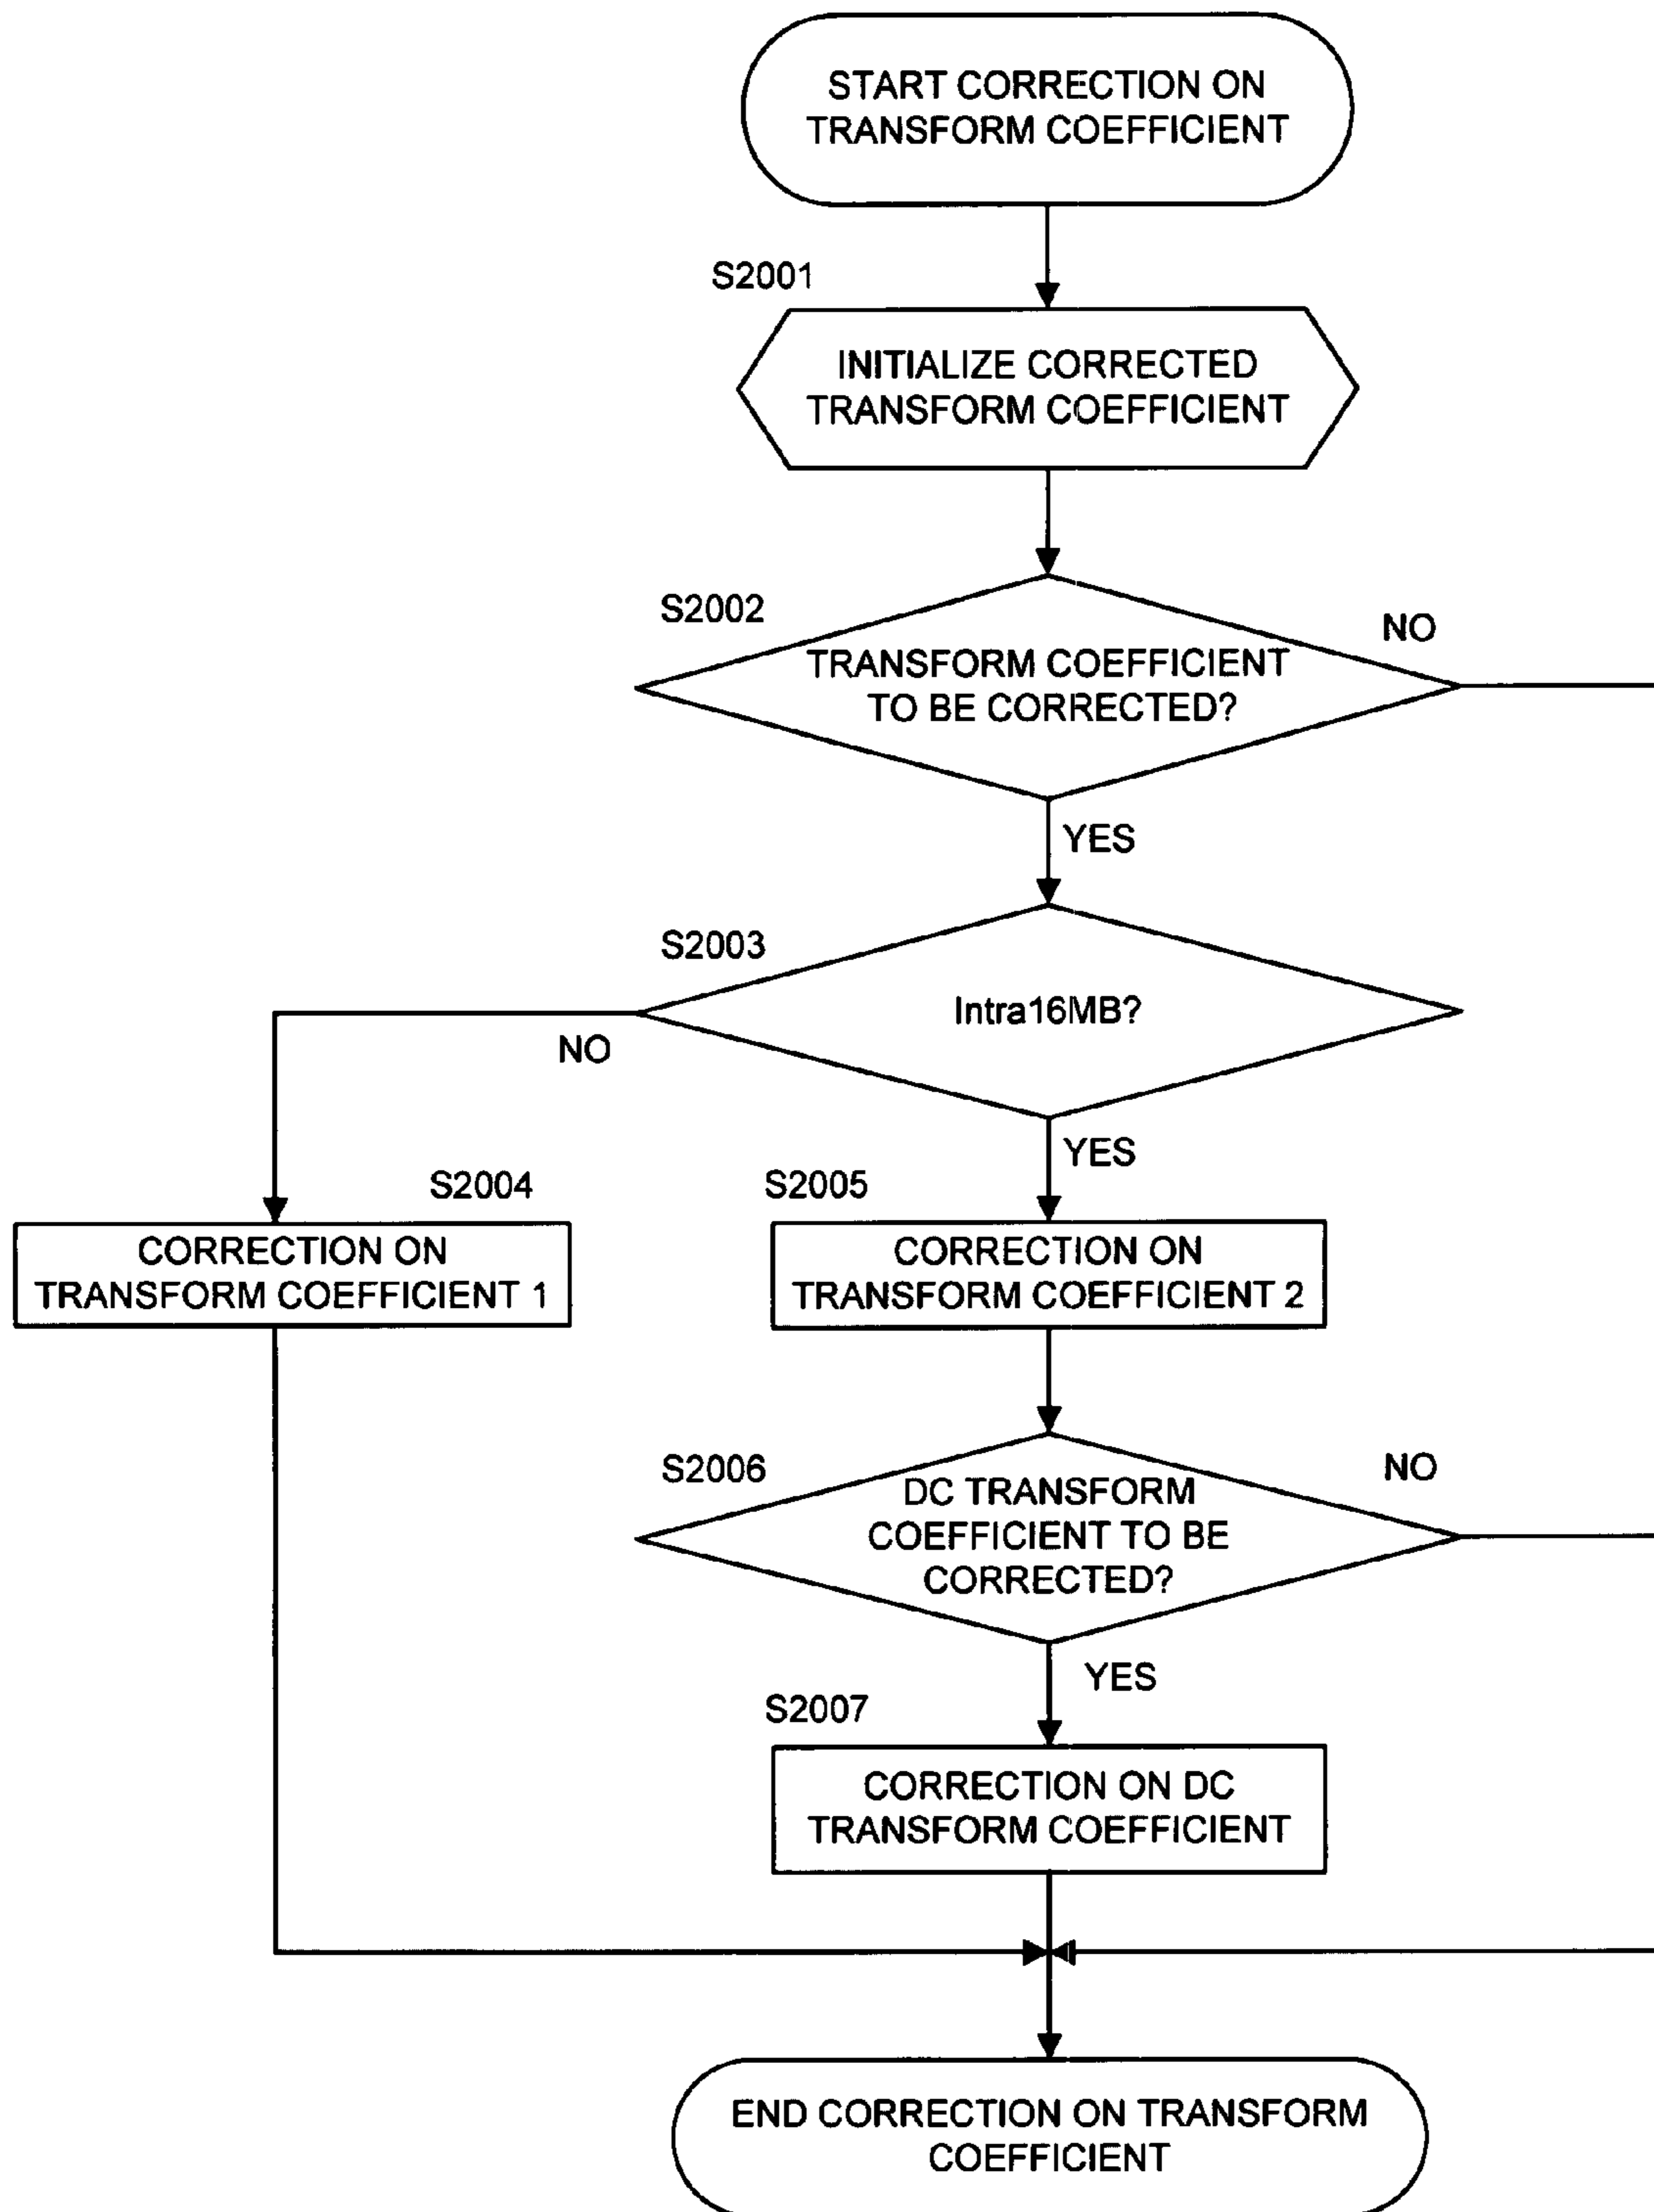 START CORRECTION ON
TRANSFORM COEFFICIENT
S2001
INITIALIZE CORRECTED
TRANSFORM COEFFICIENT
S2002
NO
TRANSFORM COEFFICIENT
TO BE CORRECTED?
YES
S2003
Intra16MB?
NO
YES
S2004
S2005
CORRECTION ON
TRANSFORM COEFFICIENT 1
CORRECTION ON
TRANSFORM COEFFICIENT 2
S2006
NO
DC TRANSFORM
COEFFICIENT TO BE
CORRECTED?
YES
S2007
CORRECTION ON DC
TRANSFORM COEFFICIENT
END CORRECTION ON TRANSFORM
COEFFICIENT